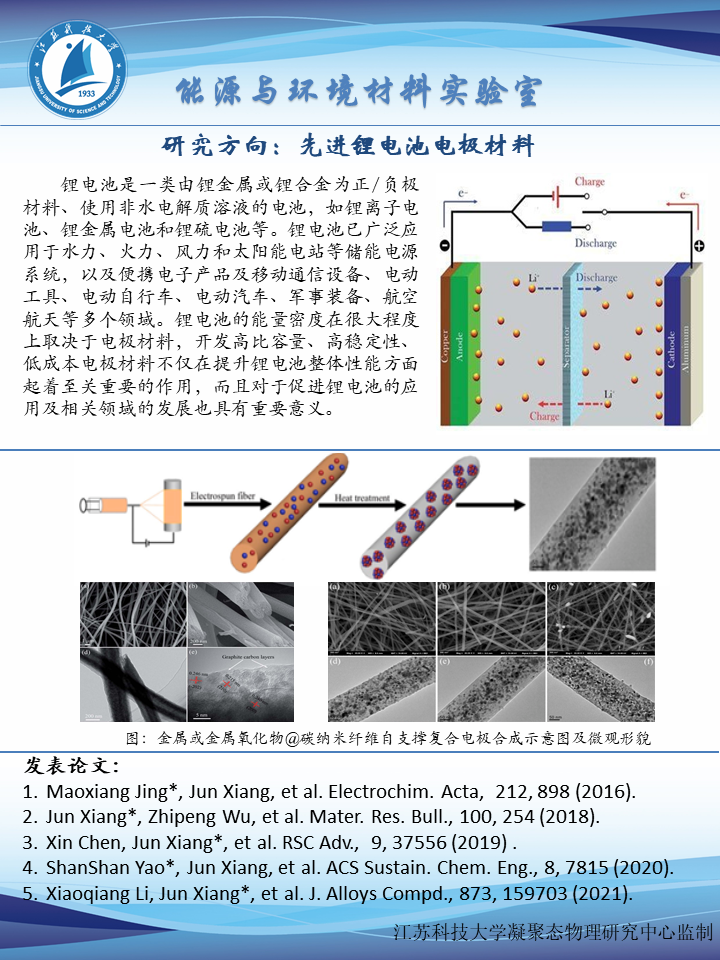 江苏科技大学
JIANGSU UNIVERSITY OF SCIENCE AND TECHNOLOGY
1933
能源与环境材料实验室
研究方向：先进锂电池电极材料
锂电池是一类由锂金属或锂合金为正/负极
材料、使用非水电解质溶液的电池，如锂离子电
池、锂金属电池和锂硫电池等。锂电池已广泛应
用于水力、火力、风力和太阳能电站等储能电源
系统，以及便携电子产品及移动通信设备、电动
工具、电动自行车、电动汽车、军事装备、航空
航天等多个领域。锂电池的能量密度在很大程度
上取决于电极材料，开发高比容量、高稳定性、
低成本电极材料不仅在提升锂电池整体性能方面
起着至关重要的作用，而且对于促进锂电池的应
用及相关领域的发展也具有重要意义。
e-
Charge
e-
Discharge
Li+
Discharge
Copper
Anode
Separator
Cathode
Aluminum
Li+
Charge
Electrospun fiber
Heat treatment
(b)
(d)
(e)
Graphite carbon layers
5 nm
(a)
(b)
(c)
(d)
(e)
(f)
图：金属或金属氧化物@碳纳米纤维自支撑复合电极合成示意图及微观形貌
发表论文：
1. Maoxiang Jing*, Jun Xiang, et al. Electrochim. Acta, 212, 898 (2016).
2. Jun Xiang*, Zhipeng Wu, et al. Mater. Res. Bull., 100, 254 (2018).
3. Xin Chen, Jun Xiang*, et al. RSC Adv., 9, 37556 (2019) .
4. ShanShan Yao*, Jun Xiang, et al. ACS Sustain. Chem. Eng., 8, 7815 (2020).
5. Xiaoqiang Li, Jun Xiang*, et al. J. Alloys Compd., 873, 159703 (2021).
江苏科技大学凝聚态物理研究中心监制